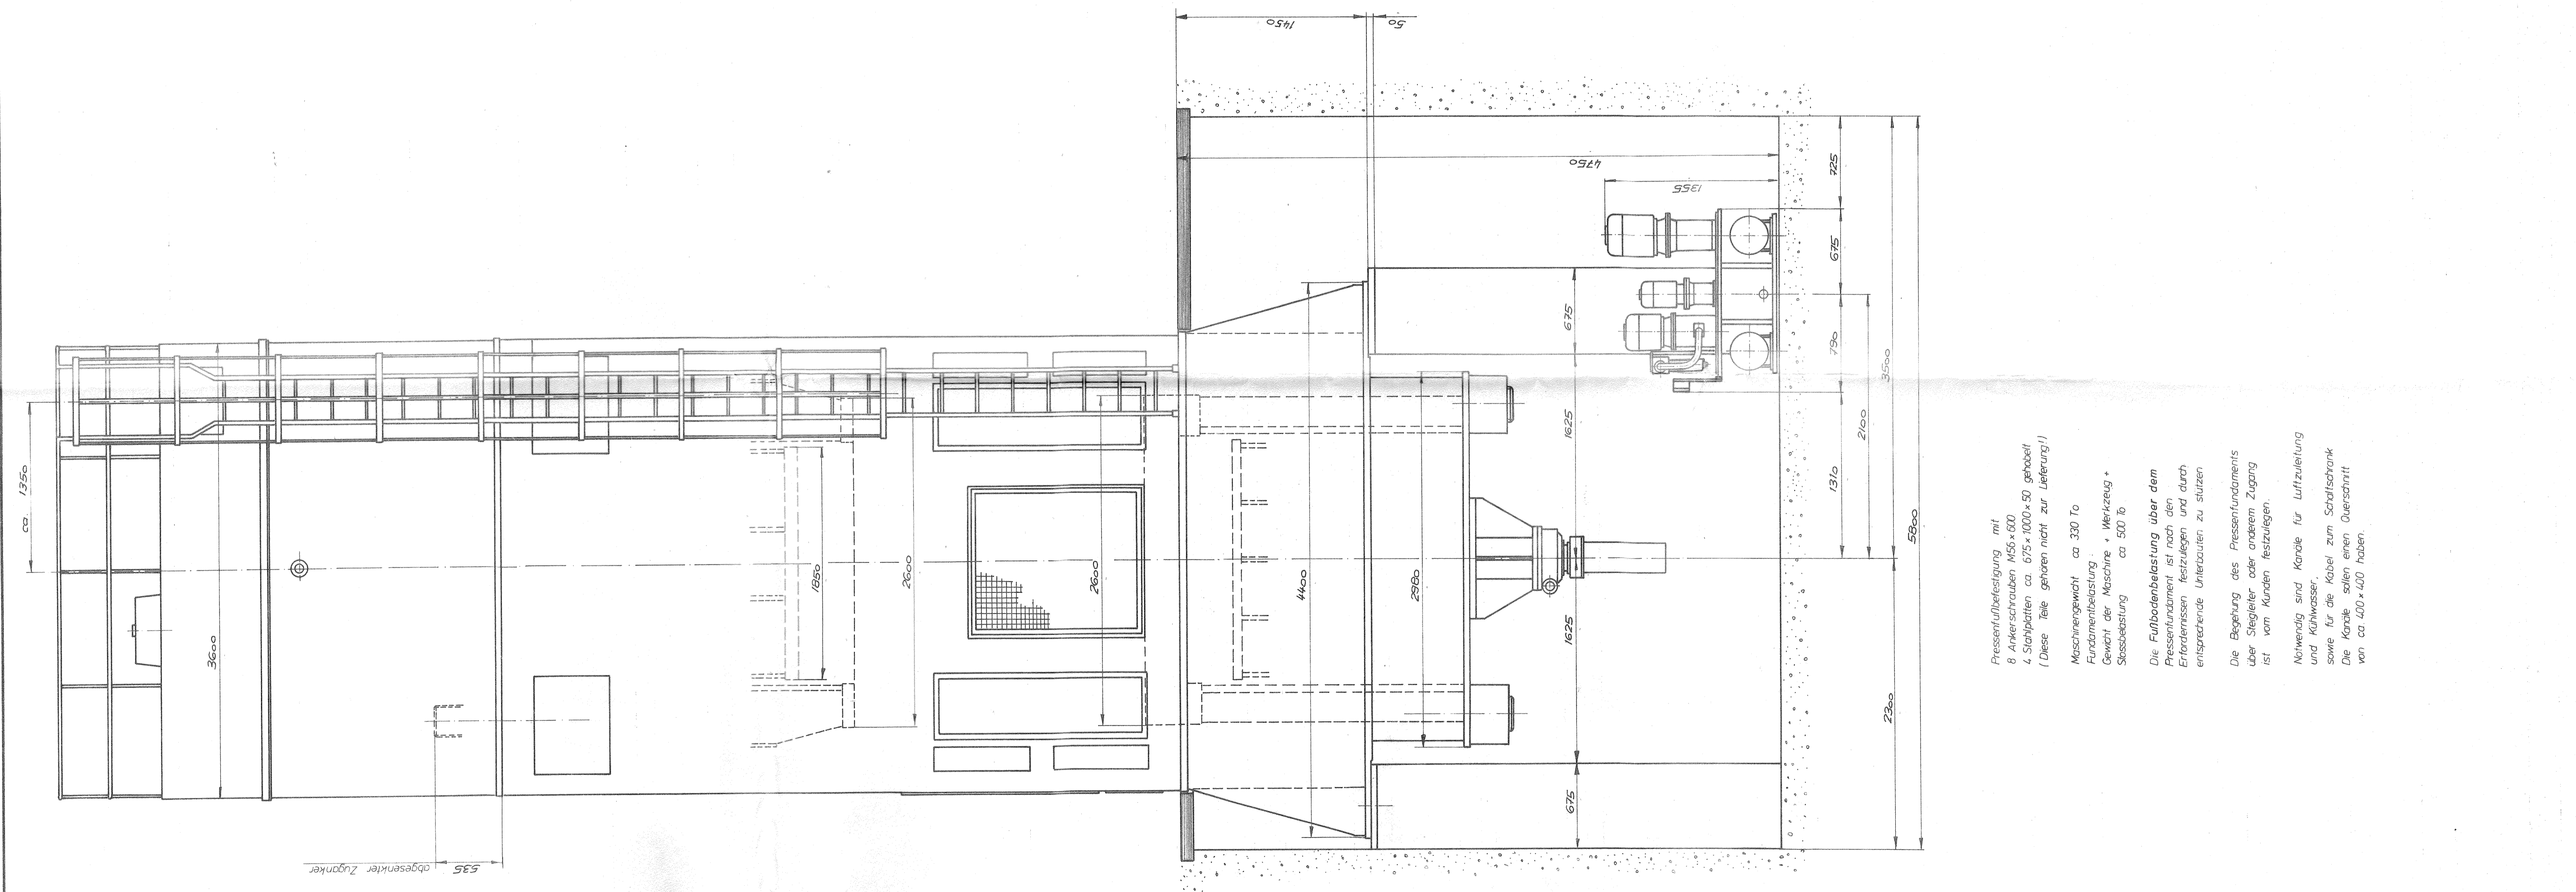 1450
50
4750
1355
725
675
790
3500
2100
1310
5800
2300
675
1625
1625
675
4400
2980
2600
2600
1850
3600
ca. 1350
535
abgesenkter Zuganker
Pressenfußbefestigung mit
8 Ankerschrauben M56 x 600
4 Stahlplatten ca. 675 x 1000 x 50 gehobelt
(Diese Teile gehören nicht zur Lieferung!)
Maschinengewicht ca 330 To
Fundamentbelastung:
Gewicht der Maschine + Werkzeug +
Stossbelastung ca 500 To
Die Fußbodenbelastung über dem
Pressenfundament ist nach den
Erfordernissen festzulegen und durch
entsprechende Unterbauten zu stützen
Die Begehung des Pressenfundaments
über Steigleiter oder anderem Zugang
ist vom Kunden festzulegen.
Notwendig sind Kanäle für Luftzuleitung
und Kühlwasser,
sowie für die Kabel zum Schaltschrank
Die Kanäle sollen einen Querschnitt
von ca. 400 x 400 haben.